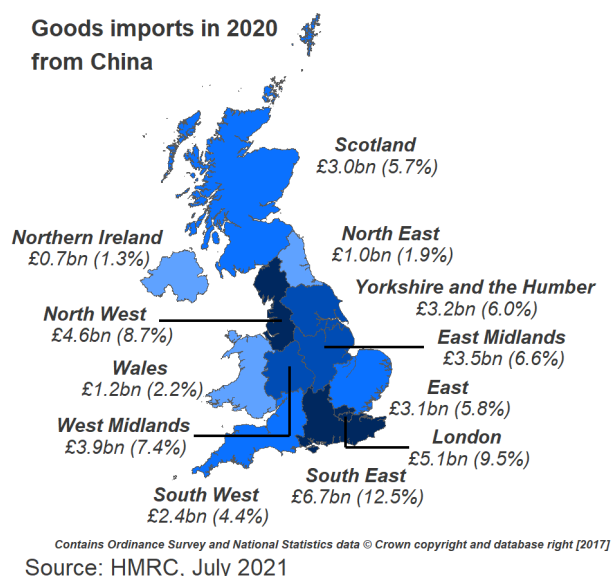 Goods imports in 2020
from China
Scotland
£3.0bn (5.7%)
Northern Ireland
£0.7bn (1.3%)
North East
£1.0bn (1.9%)
Yorkshire and the Humber
£3.2bn (6.0%)
North West
£4.6bn (8.7%)
East Midlands
£3.5bn (6.6%)
Wales
£1.2bn (2.2%)
East
£3.1bn (5.8%)
West Midlands
£3.9bn (7.4%)
London
£5.1bn (9.5%)
South East
£6.7bn (12.5%)
South West
£2.4bn (4.4%)
Contains Ordinance Survey and National Statistics data © Crown copyright and database right [2017]
Source: HMRC, July 2021